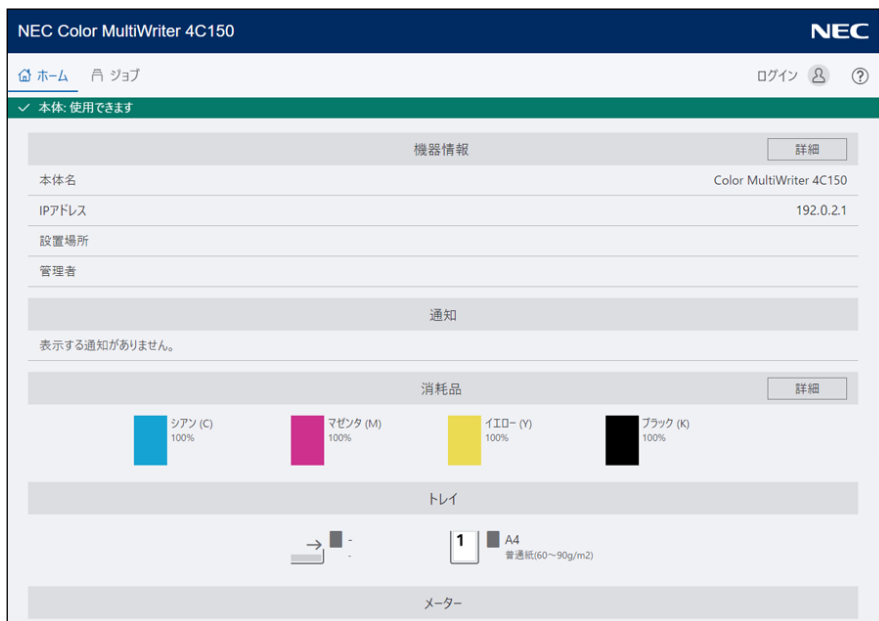 NEC Color MultiWriter 4C150 NEC
ホーム ジョブ ログイン ?
本体: 使用できます
機器情報 詳細
本体名 Color MultiWriter 4C150
IPアドレス 192.0.2.1
設置場所
管理者
通知
表示する通知がありません。
消耗品 詳細
シアン (C) マゼンタ (M) イエロー (Y) ブラック (K)
100% 100% 100% 100%
トレイ
- 1 A4
- 普通紙(60～90g/m2)
メーター